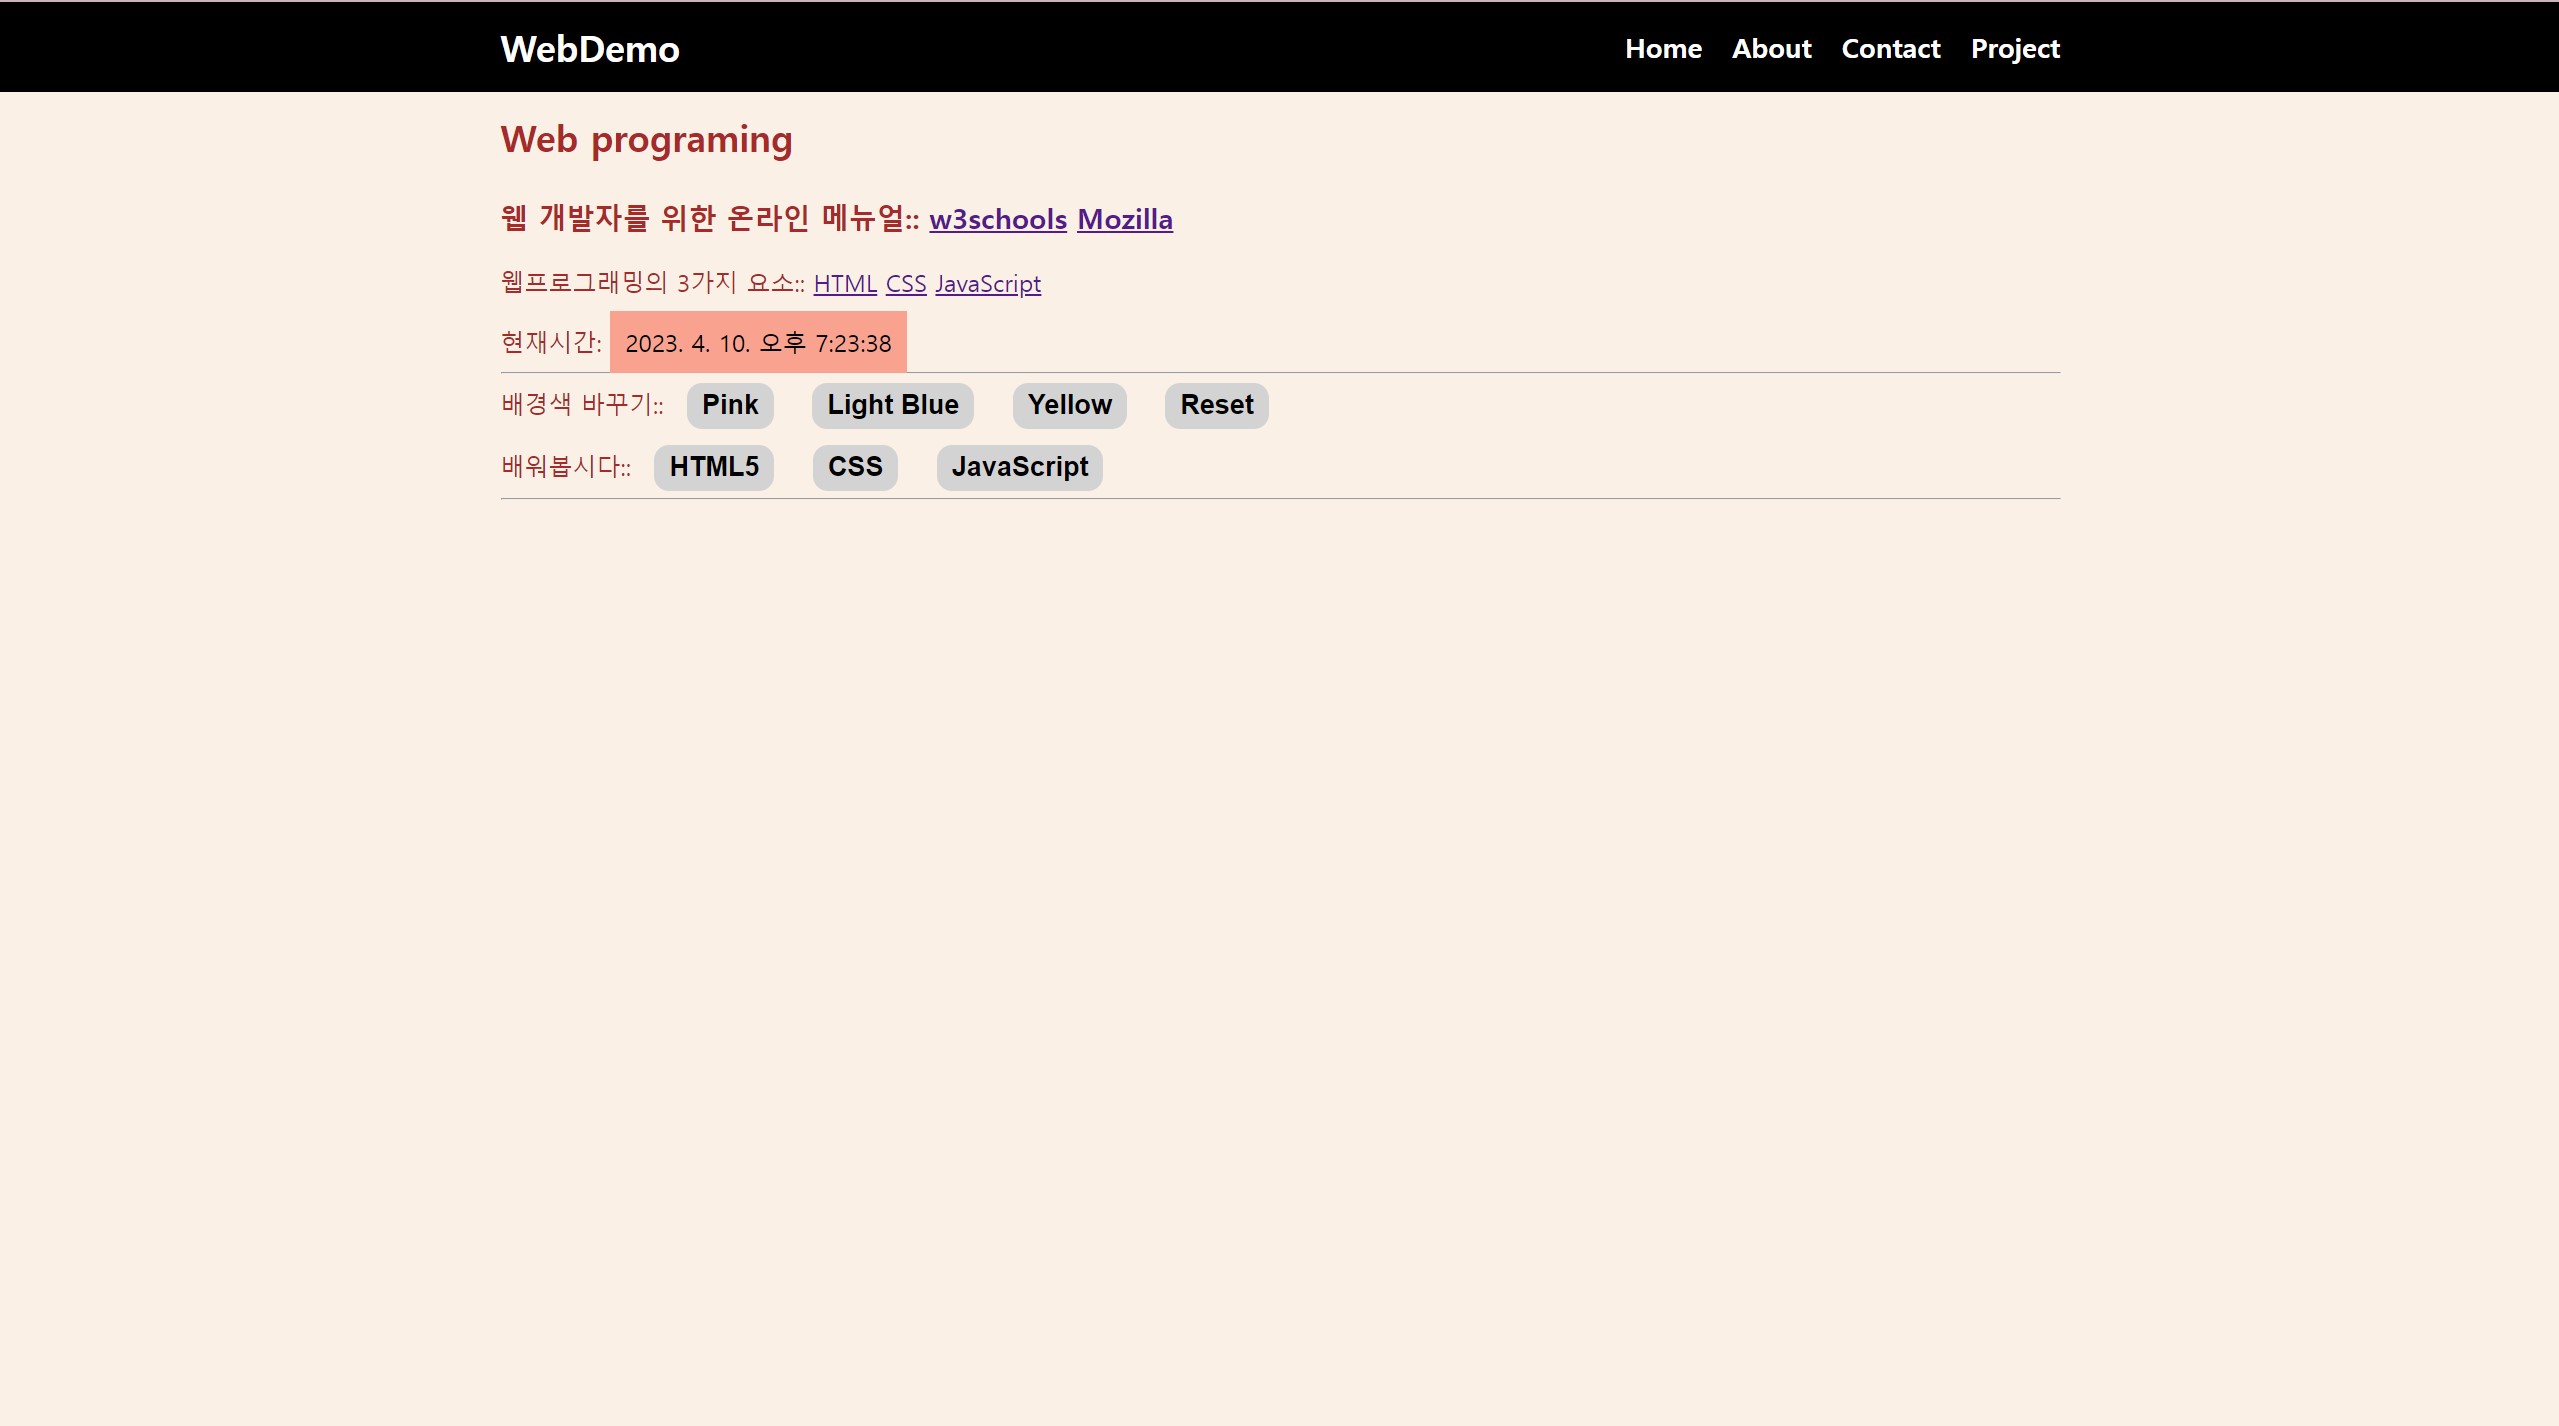 WebDemo Home About Contact Project
Web programing
웹 개발자를 위한 온라인 메뉴얼:: w3schools Mozilla
웹프로그래밍의 3가지 요소:: HTML CSS JavaScript
현재시간: 2023. 4. 10. 오후 7:23:38
배경색 바꾸기:: Pink Light Blue Yellow Reset
배워봅시다:: HTML5 CSS JavaScript